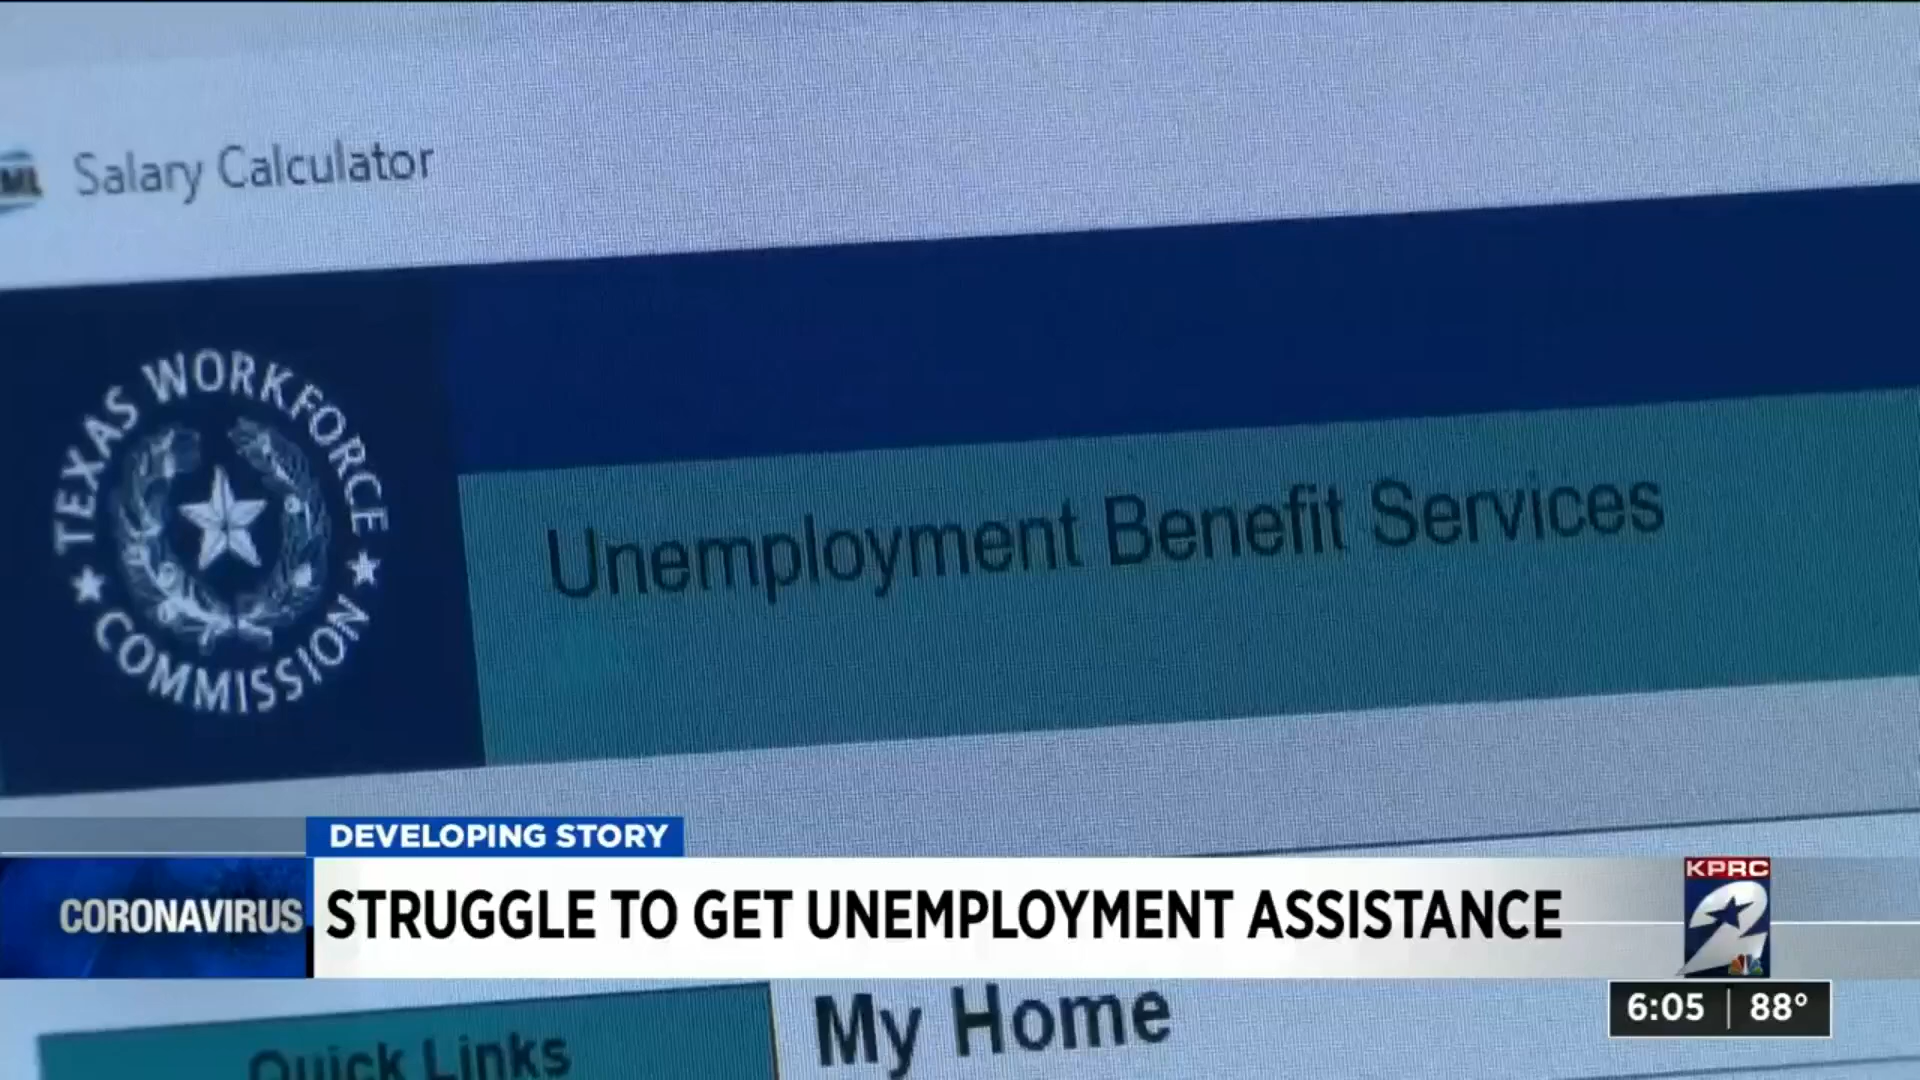 ML Salary Calculator
TEXAS WORKFORCE COMMISSION
Unemployment Benefit Services
DEVELOPING STORY
CORONAVIRUS
STRUGGLE TO GET UNEMPLOYMENT ASSISTANCE
KPRC
2
6:05 88°
My Home
Quick Links